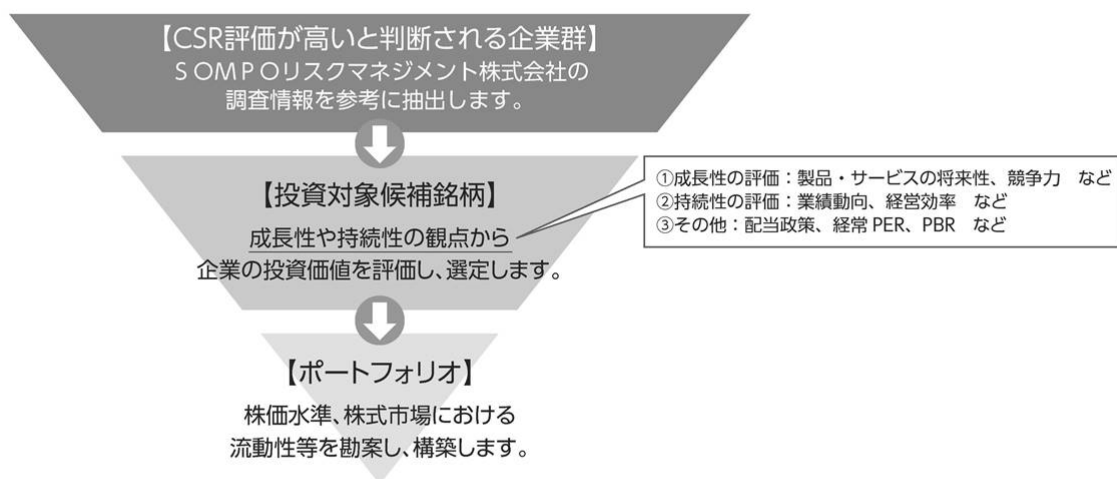 【CSR評価が高いと判断される企業群】
SOMPOリスクマネジメント株式会社の
調査情報を参考に抽出します。
【投資対象候補銘柄】
成長性や持続性の観点から
企業の投資価値を評価し、選定します。
①成長性の評価：製品・サービスの将来性、競争力　など
②持続性の評価：業績動向、経営効率　など
③その他：配当政策、経常PER、PBR　など
【ポートフォリオ】
株価水準、株式市場における
流動性等を勘案し、構築します。